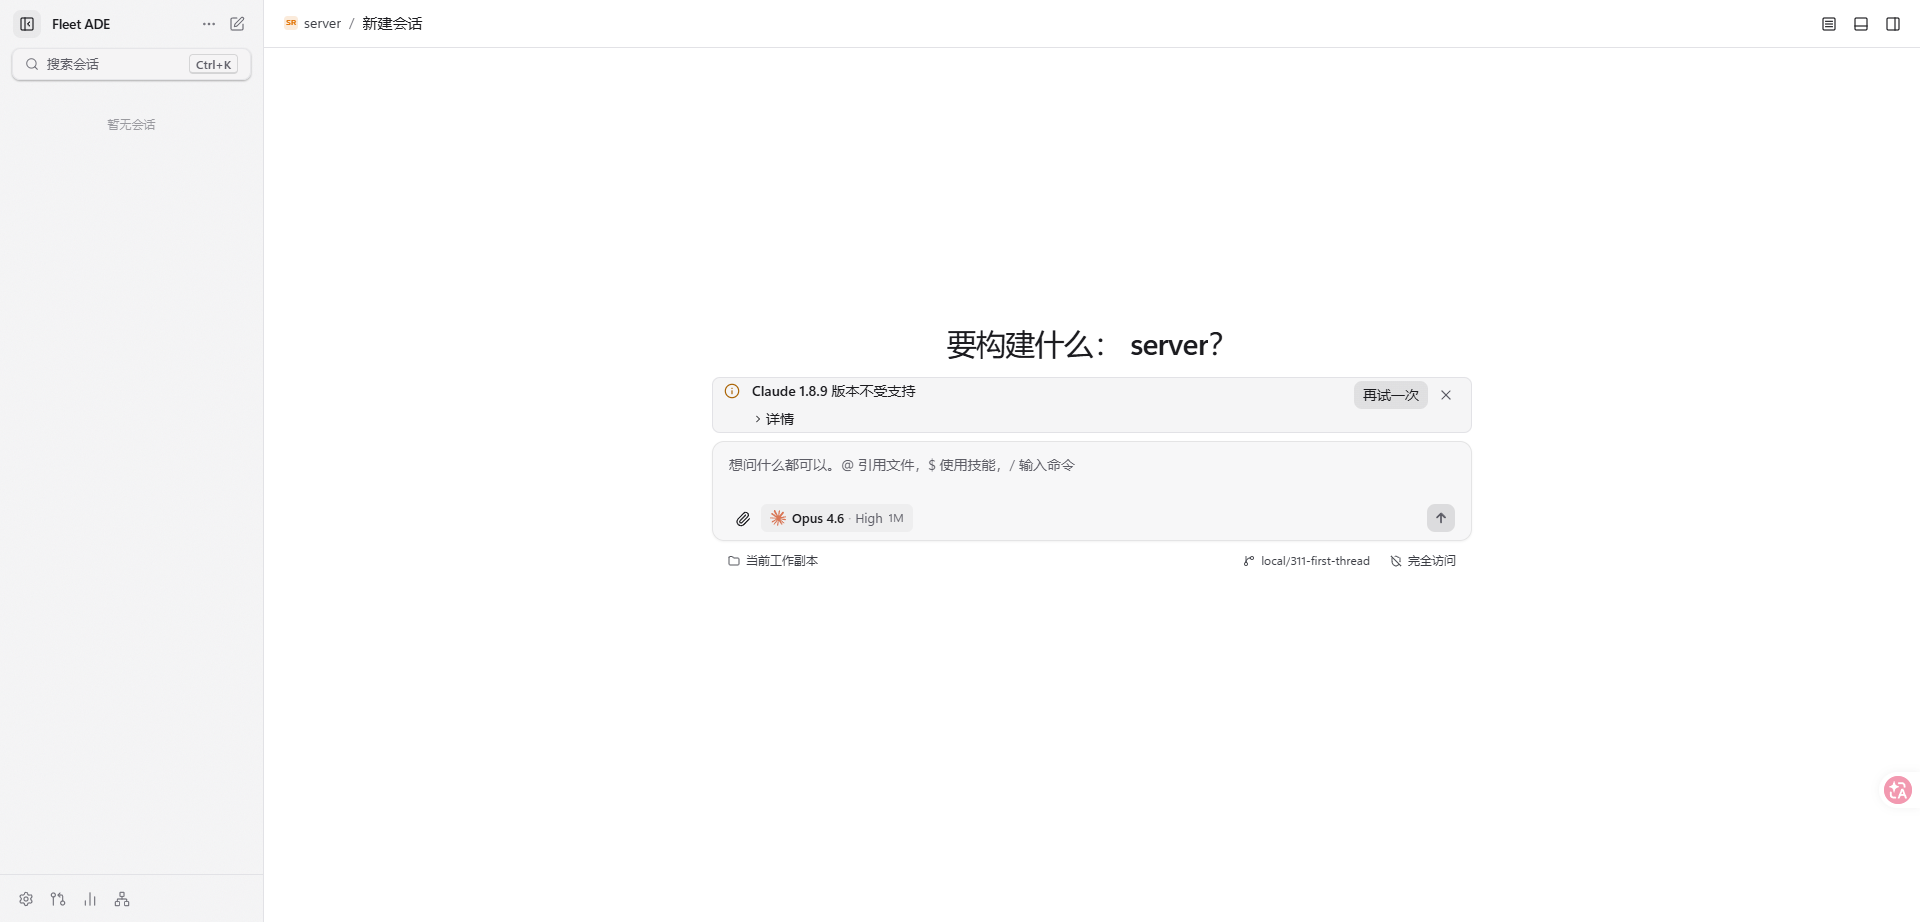 Fleet ADE
搜索会话 Ctrl+K
暂无会话
SR server / 新建会话
要构建什么： server？
Claude 1.8.9 版本不受支持
再试一次
详情
想问什么都可以。@ 引用文件，$ 使用技能，/ 输入命令
Opus 4.6 · High 1M
当前工作副本
local/311-first-thread
完全访问